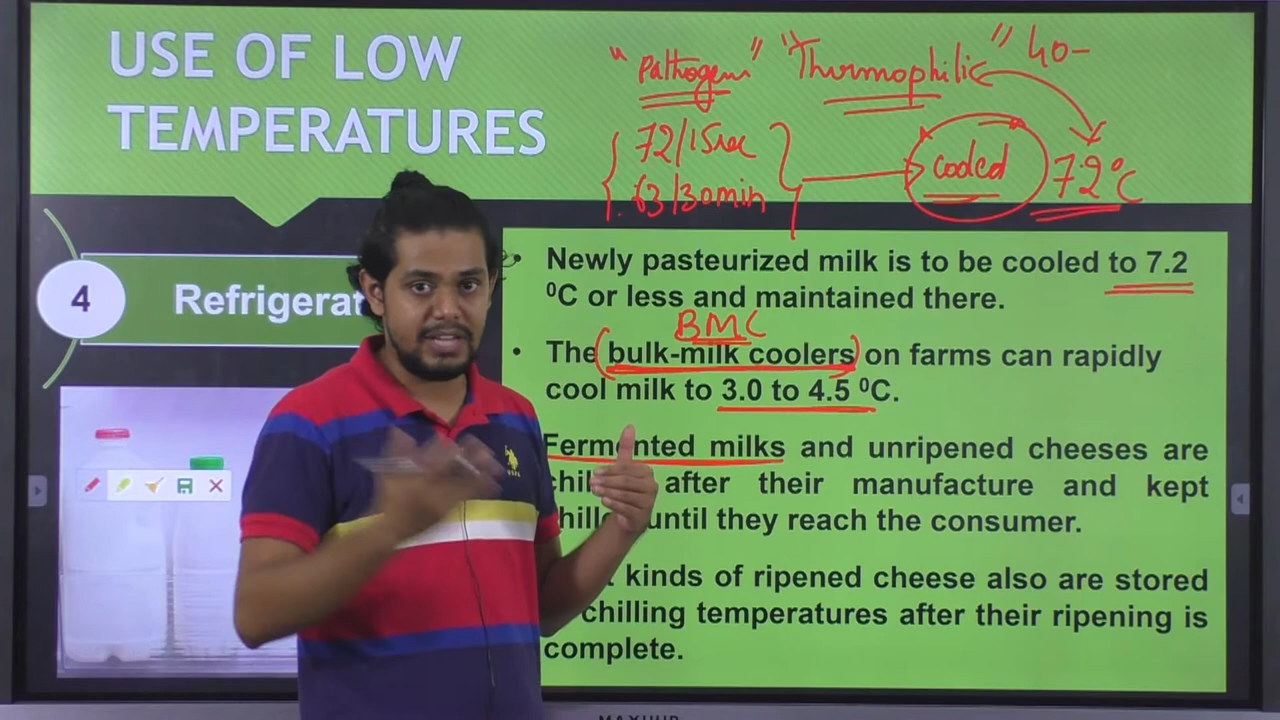 USE OF LOW
TEMPERATURES
"pathogens" "Thermophilic" 40-
72/15sec
63/30min
cooled 7.2°C
4
Refrigerat
• Newly pasteurized milk is to be cooled to 7.2
⁰C or less and maintained there.
BMC
• The (bulk-milk coolers) on farms can rapidly
cool milk to 3.0 to 4.5 ⁰C.
Fermented milks and unripened cheeses are
after their manufacture and kept
until they reach the consumer.
kinds of ripened cheese also are stored
chilling temperatures after their ripening is
complete.